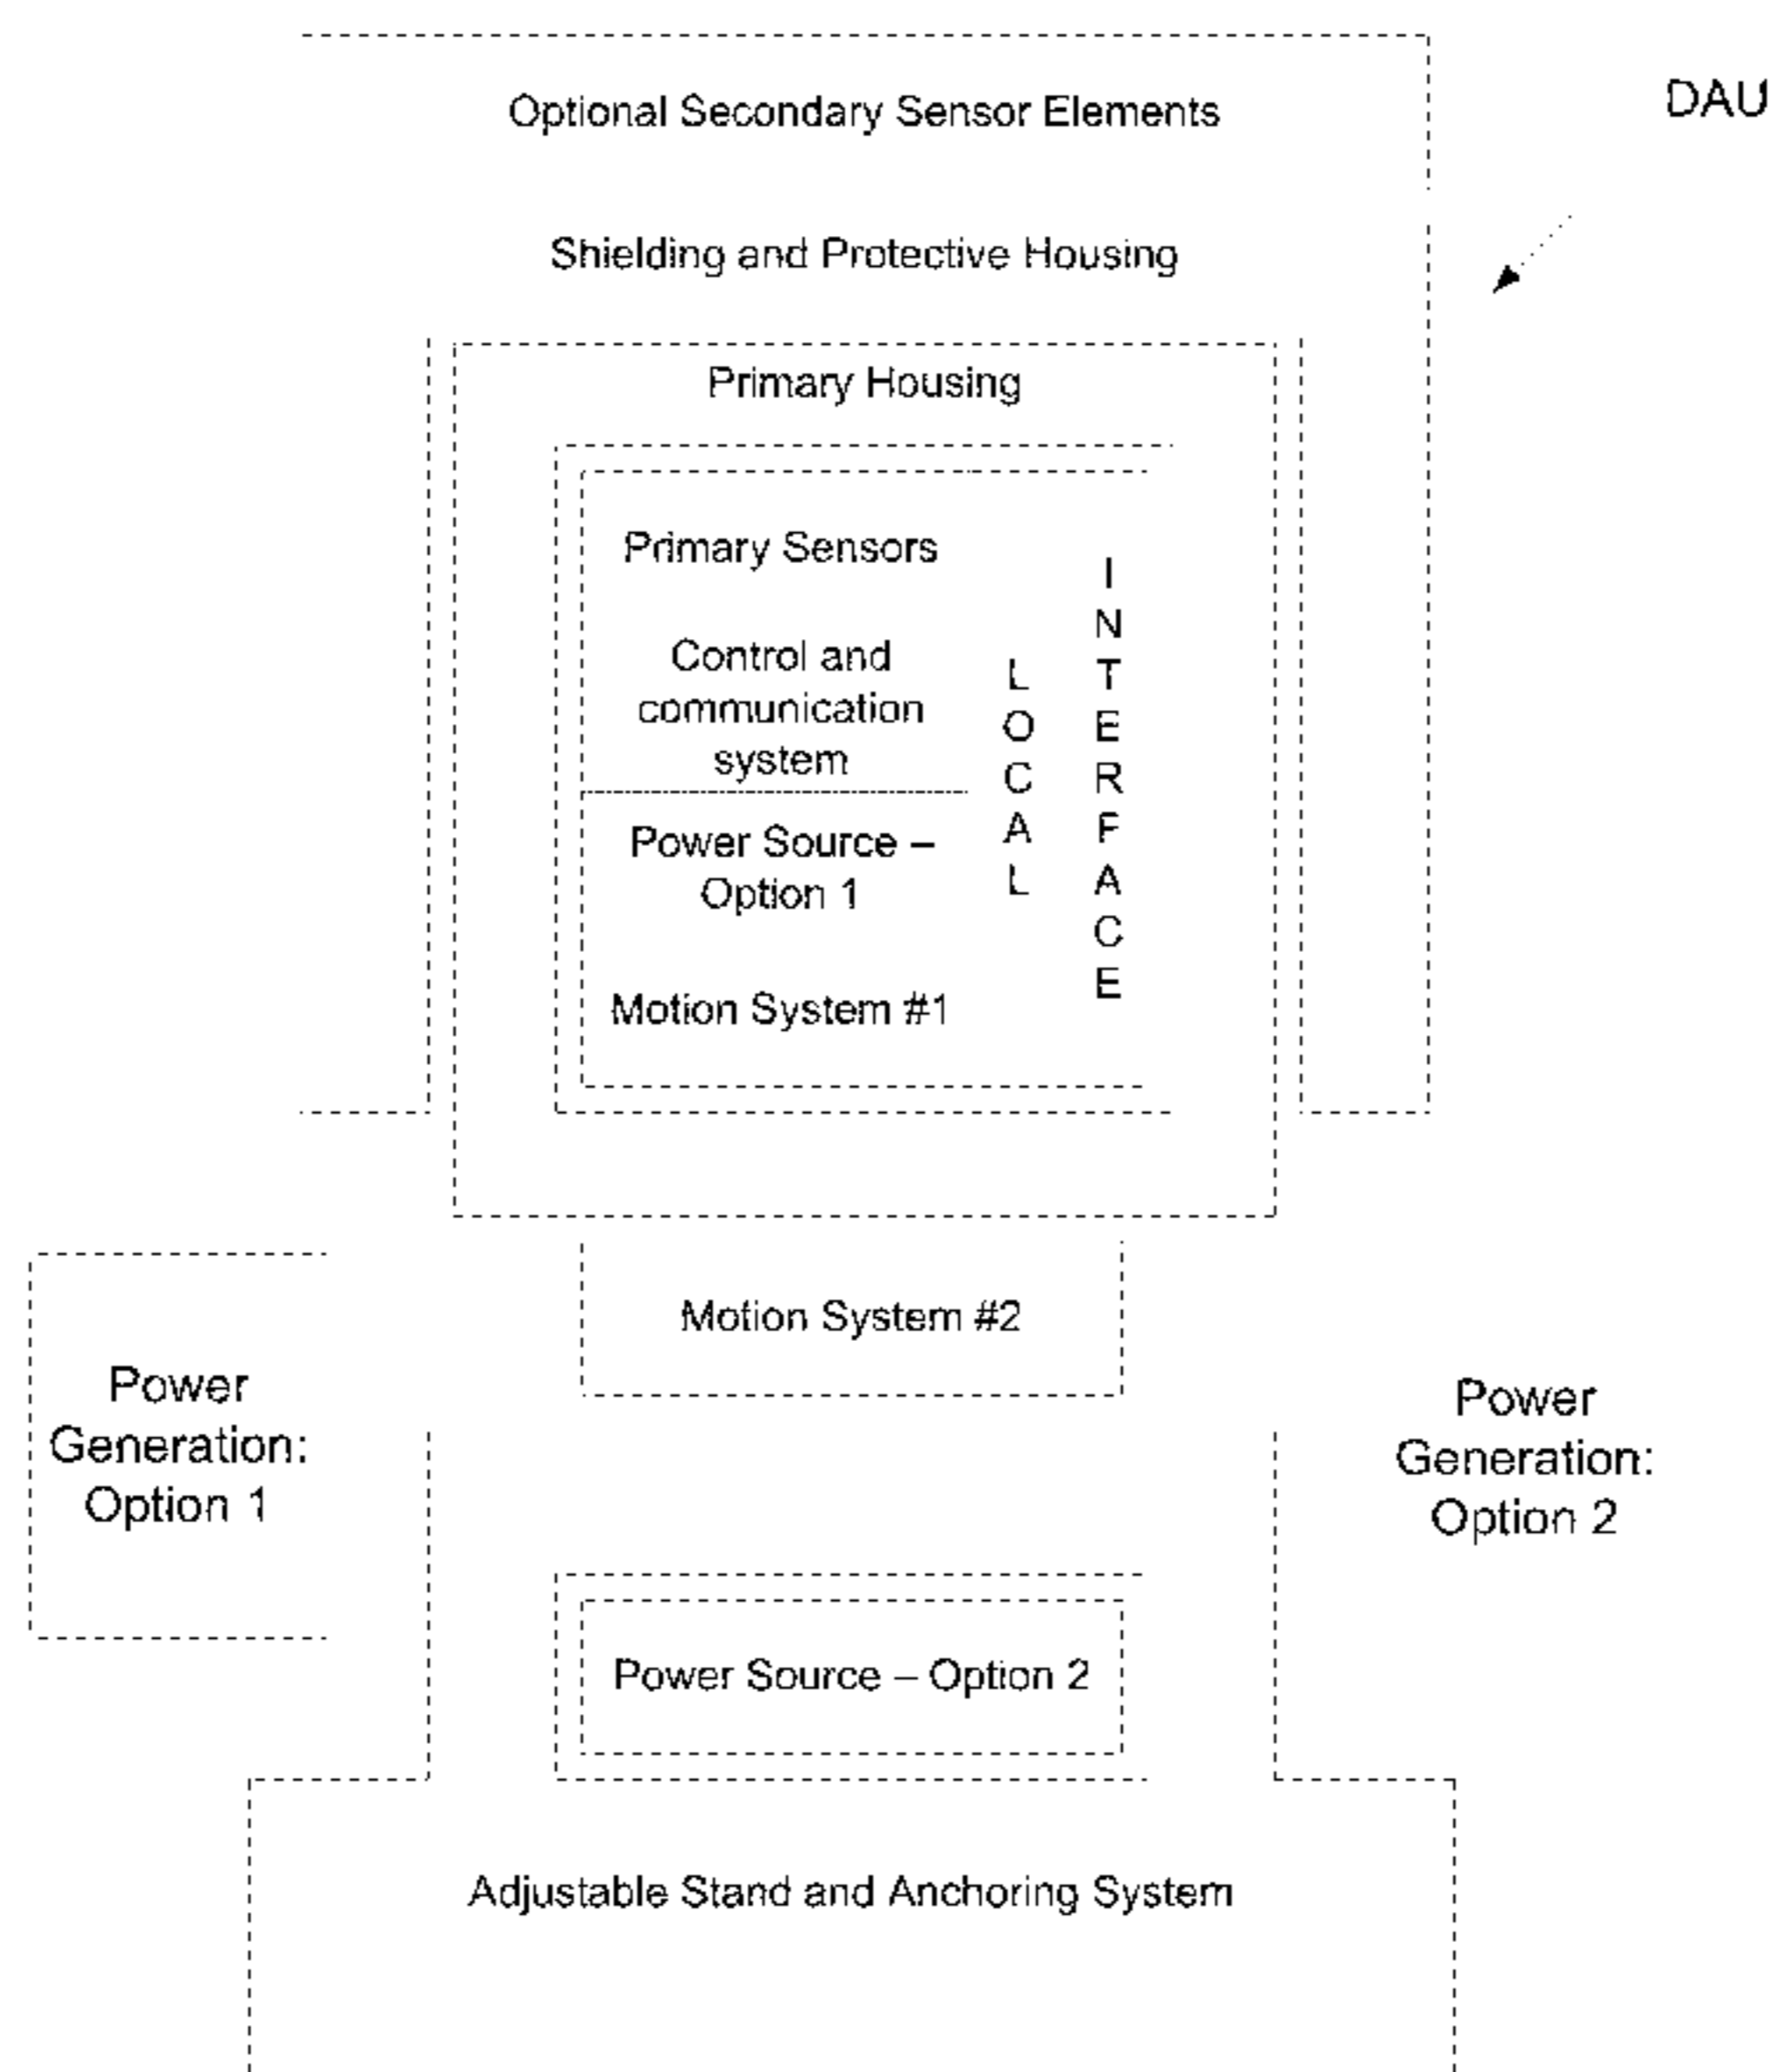 DAU
Optional Secondary Sensor Elements
Shielding and Protective Housing
Primary Housing
Primary Sensors
Control and
communication
system
Power Source –
Option 1
Motion System #1
LOCAL
INTERFACE
Motion System #2
Power
Generation:
Option 1
Power
Generation:
Option 2
Power Source – Option 2
Adjustable Stand and Anchoring System